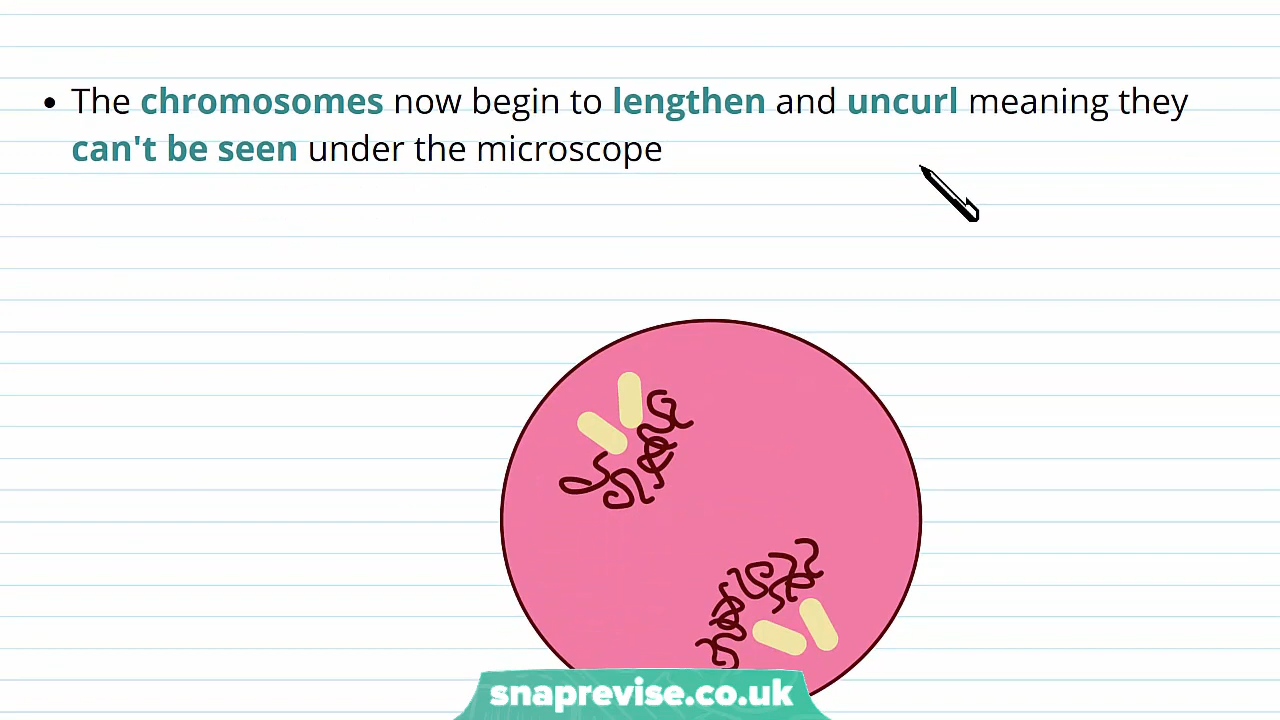 • The chromosomes now begin to lengthen and uncurl meaning they
can't be seen under the microscope
snaprevise.co.uk